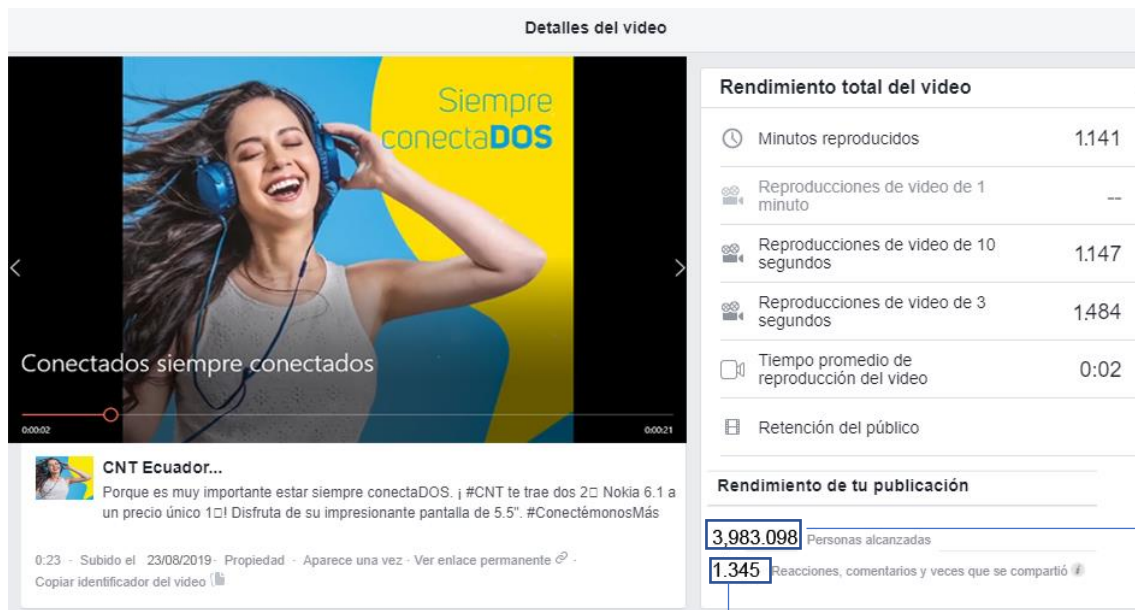 Detalles del video
Siempre
conectaDOS
Conectados siempre conectados
0:00:02
0:00:21
CNT Ecuador...
Porque es muy importante estar siempre conectaDOS. ¡ #CNT te trae dos 2□ Nokia 6.1 a
un precio único 1□! Disfruta de su impresionante pantalla de 5.5". #ConectémonosMás
0:23 · Subido el 23/08/2019 · Propiedad · Aparece una vez · Ver enlace permanente ·
Copiar identificador del video
Rendimiento total del video
Minutos reproducidos 1.141
Reproducciones de video de 1
minuto --
Reproducciones de video de 10
segundos 1.147
Reproducciones de video de 3
segundos 1.484
Tiempo promedio de
reproducción del video 0:02
Retención del público
Rendimiento de tu publicación
3,983.098 Personas alcanzadas
1.345 Reacciones, comentarios y veces que se compartió